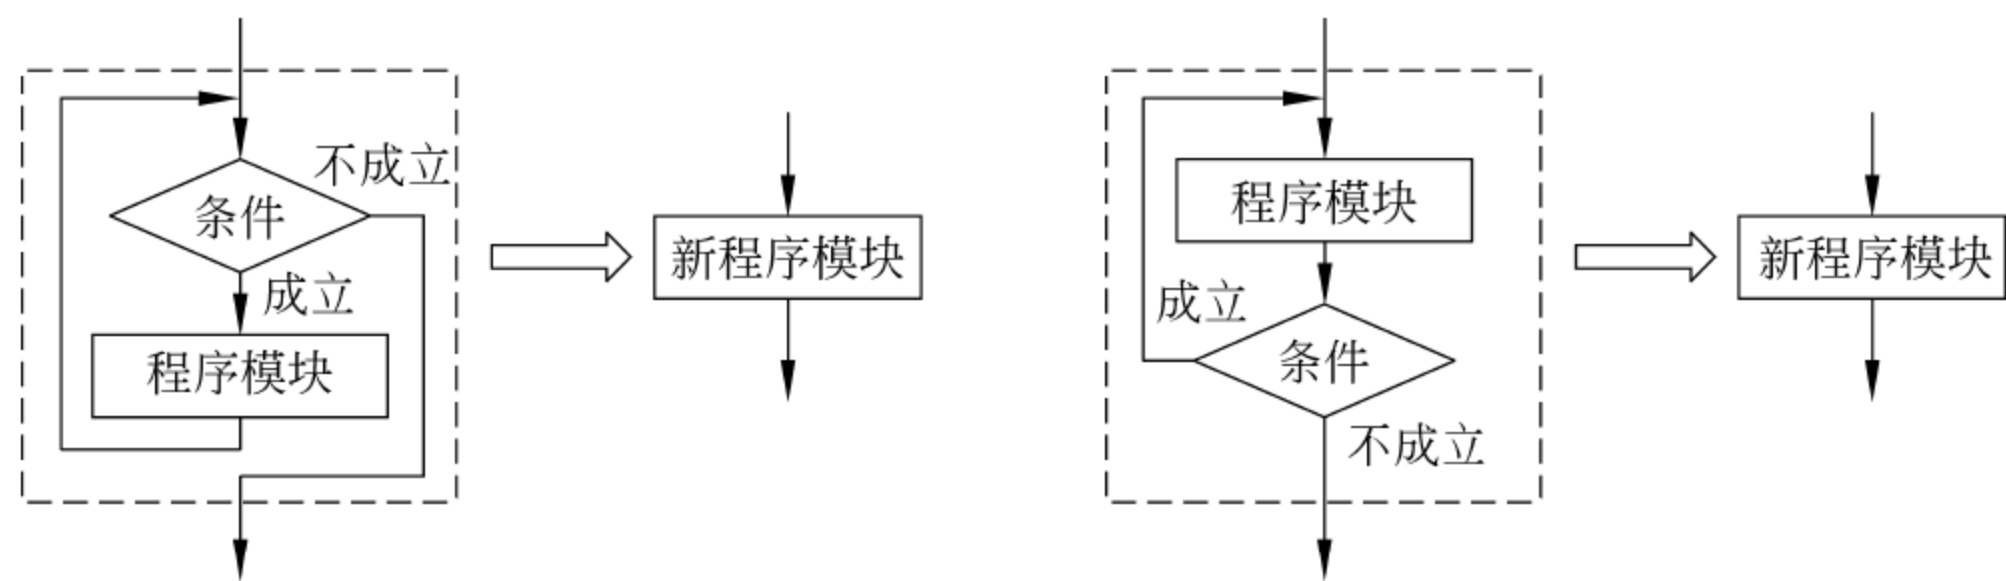 不成立
条件
成立
程序模块
新程序模块
程序模块
成立
条件
不成立
新程序模块